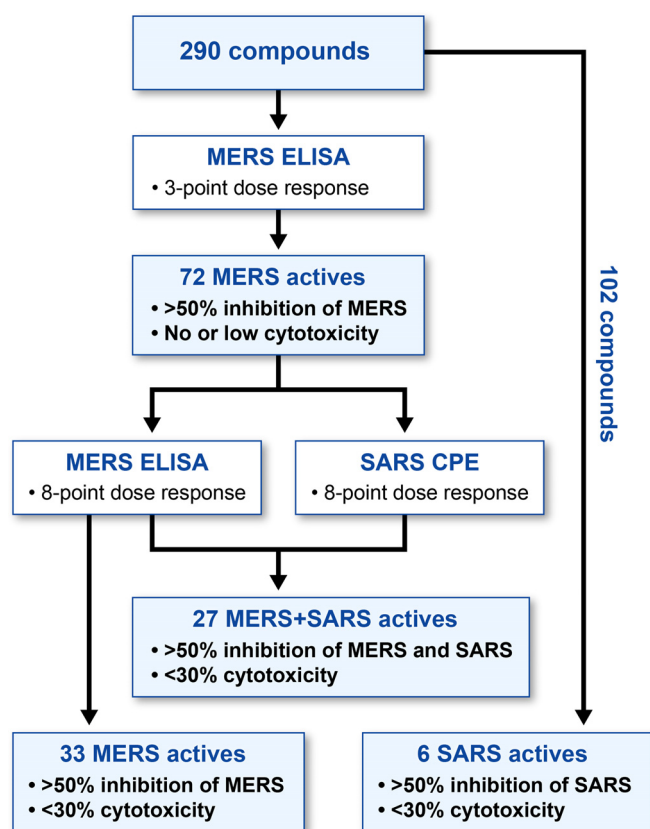 290 compounds
MERS ELISA
• 3-point dose response
72 MERS actives
• >50% inhibition of MERS
• No or low cytotoxicity
102 compounds
MERS ELISA
• 8-point dose response
SARS CPE
• 8-point dose response
27 MERS+SARS actives
• >50% inhibition of MERS and SARS
• <30% cytotoxicity
33 MERS actives
• >50% inhibition of MERS
• <30% cytotoxicity
6 SARS actives
• >50% inhibition of SARS
• <30% cytotoxicity